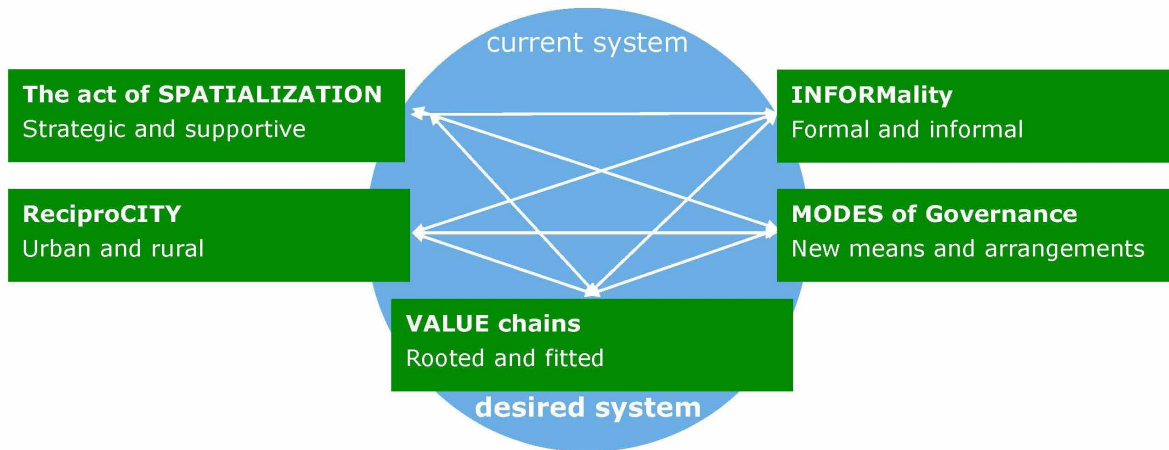 current system
The act of SPATIALIZATION
Strategic and supportive
INFORMality
Formal and informal
ReciproCITY
Urban and rural
MODES of Governance
New means and arrangements
VALUE chains
Rooted and fitted
desired system